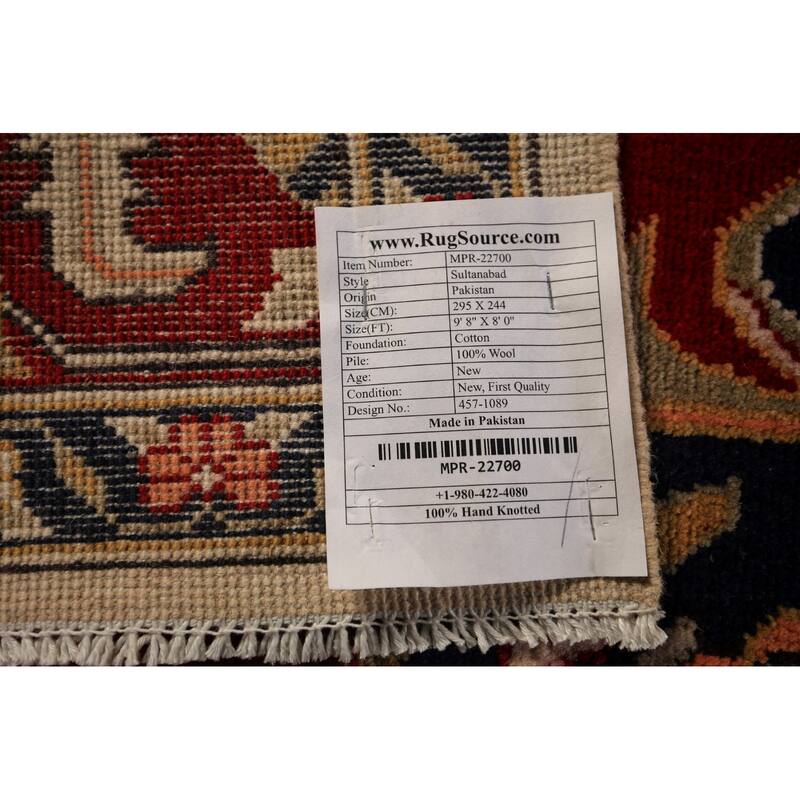 www.RugSource.com
Item Number: MPR-22700
Style Sultanabad
Origin Pakistan
Size(CM): 295 X 244
Size(FT): 9' 8" X 8' 0"
Foundation: Cotton
Pile: 100% Wool
Age: New
Condition: New, First Quality
Design No.: 457-1089
Made in Pakistan
MPR-22700
+1-980-422-4080
100% Hand Knotted